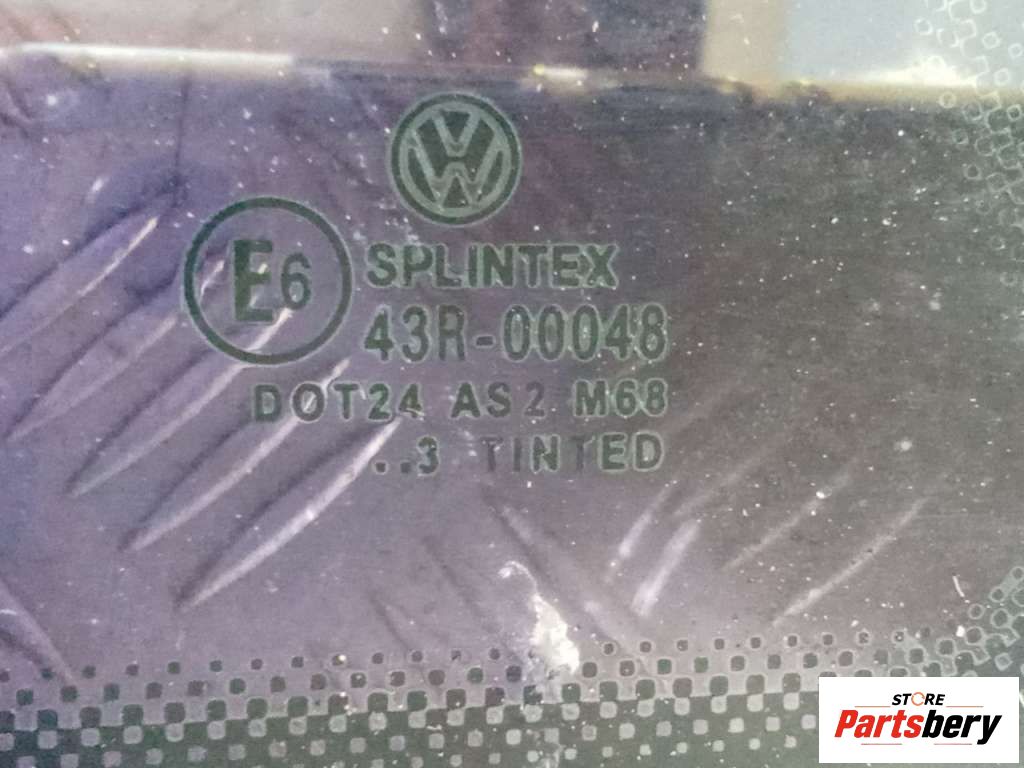 VW
E6
SPLINTEX
43R-00048
DOT24 AS2 M68
..3 TINTED
STORE
Partsbery